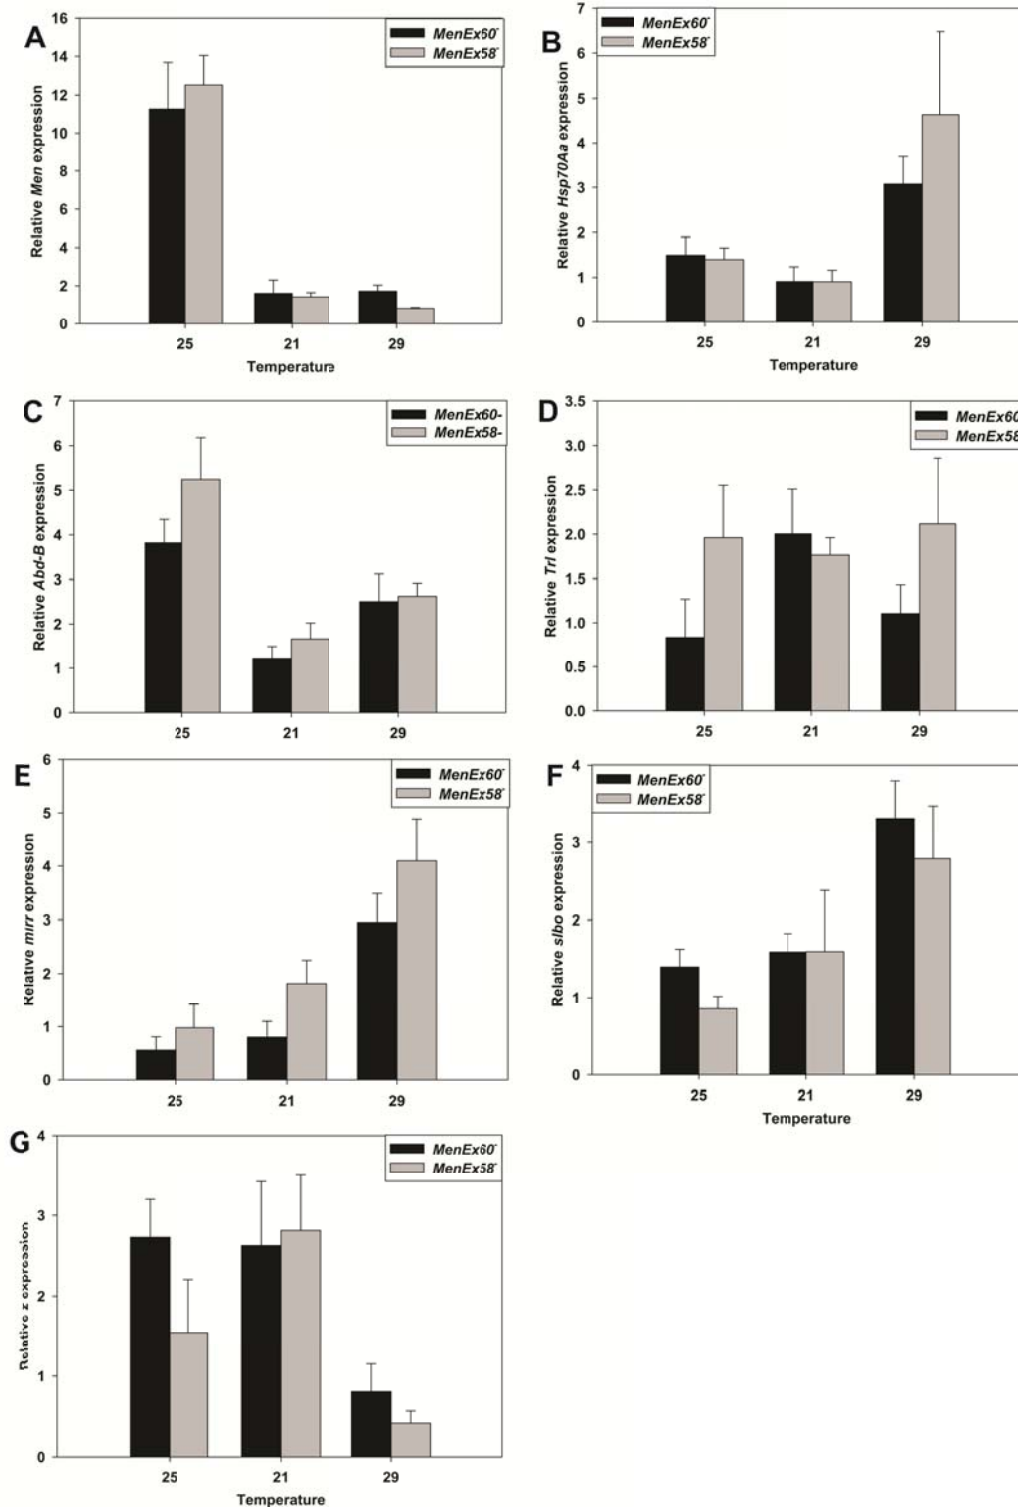 A
16
14
12
10
8
6
4
2
0
Relative Men expression
MenEx60-
MenEx58-
25 21 29
Temperature
B
7
6
5
4
3
2
1
0
Relative Hsp70Aa expression
MenEx60-
MenEx58-
25 21 29
Temperature
C
7
6
5
4
3
2
1
0
Relative Abd-B expression
MenEx60-
MenEx58-
25 21 29
D
3.5
3.0
2.5
2.0
1.5
1.0
0.5
0.0
Relative Trl expression
MenEx60
MenEx58
25 21 29
E
6
5
4
3
2
1
0
Relative mirr expression
MenEx60-
MenEx58-
25 21 29
F
4
3
2
1
0
Relative slbo expression
MenEx60-
MenEx58-
25 21 29
Temperature
G
4
3
2
1
0
Relative z expression
MenEx60-
MenEx58-
25 21 29
Temperature